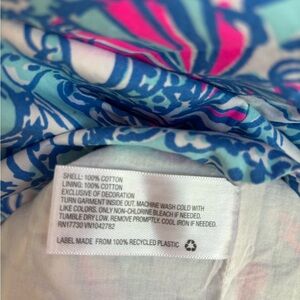 SHELL: 100% COTTON
LINING: 100% COTTON
EXCLUSIVE OF DECORATION
TURN GARMENT INSIDE OUT. MACHINE WASH COLD WITH
LIKE COLORS. ONLY NON-CHLORINE BLEACH IF NEEDED.
TUMBLE DRY LOW. REMOVE PROMPTLY. COOL IRON IF NEEDED.
RN17730 VN1042782
LABEL MADE FROM 100% RECYCLED PLASTIC